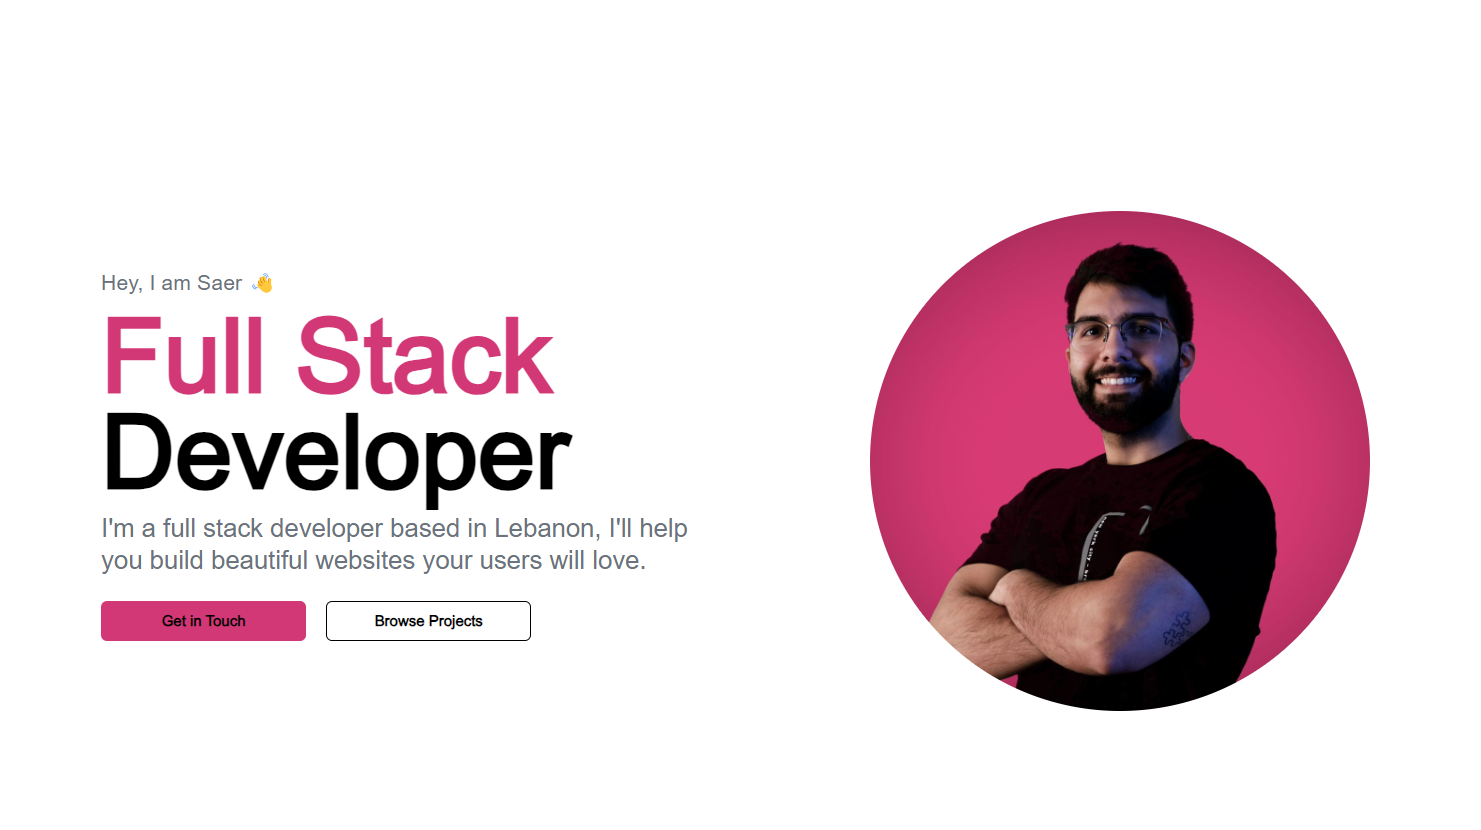 Hey, I am Saer 👋
Full Stack
Developer
I'm a full stack developer based in Lebanon, I'll help
you build beautiful websites your users will love.
Get in Touch
Browse Projects